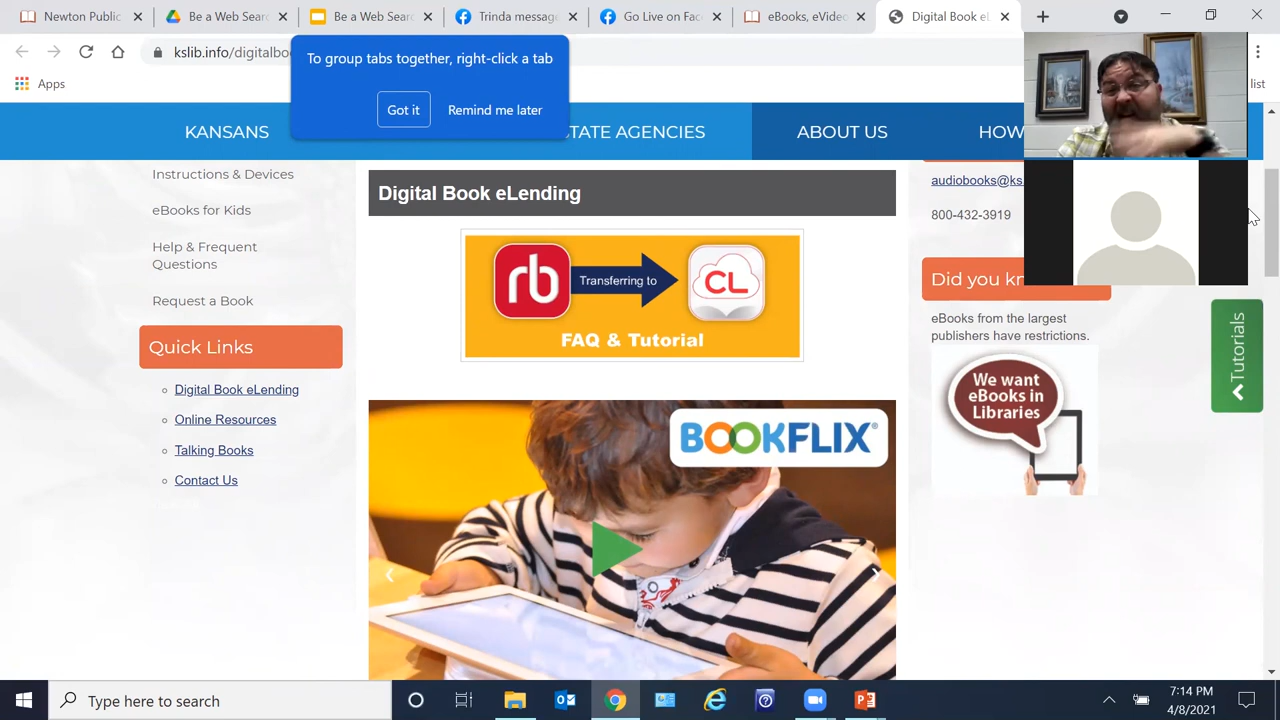 Newton Public
Be a Web Sear
Be a Web Sear
Trinda messag
Go Live on Fac
eBooks, eVideo
Digital Book eL
kslib.info/digitalbo
To group tabs together, right-click a tab
Got it
Remind me later
Apps
list
KANSANS
STATE AGENCIES
ABOUT US
HOW
Instructions & Devices
eBooks for Kids
Help & Frequent
Questions
Request a Book
Quick Links
Digital Book eLending
Online Resources
Talking Books
Contact Us
Digital Book eLending
rb
Transferring to
CL
FAQ & Tutorial
BOOKFLIX®
audiobooks@ks
800-432-3919
Did you kn
eBooks from the largest
publishers have restrictions.
We want
eBooks in
Libraries
Tutorials
Type here to search
7:14 PM
4/8/2021